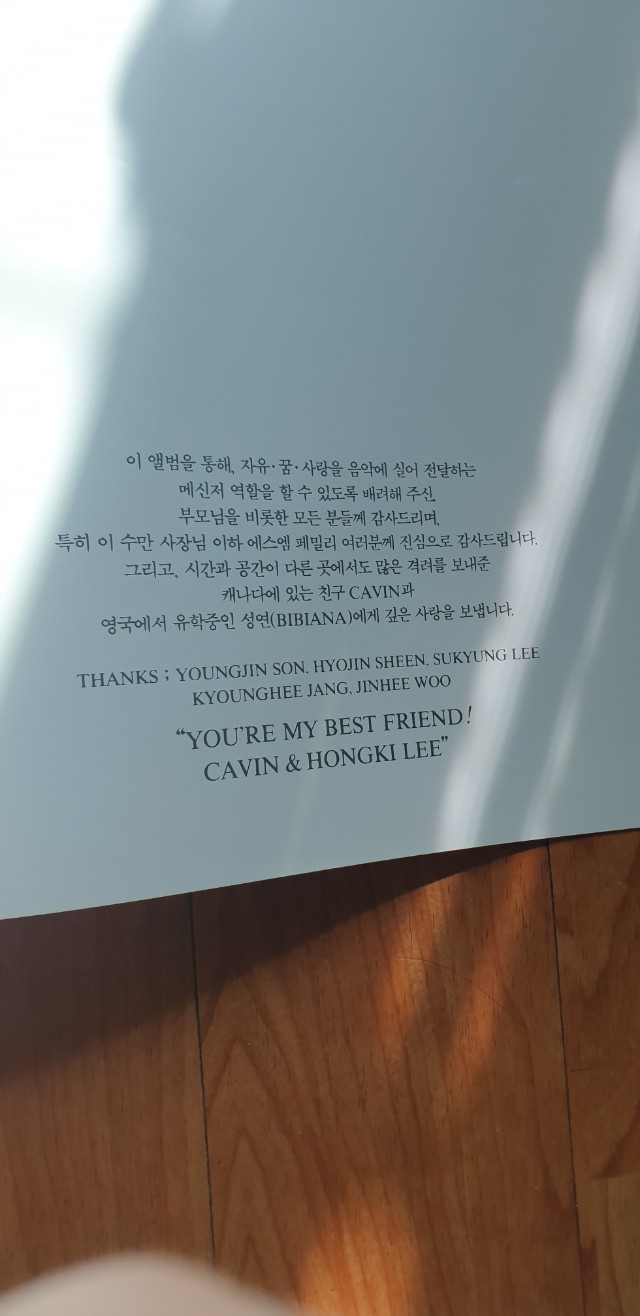 이 앨범을 통해, 자유·꿈·사랑을 음악에 실어 전달하는
메신저 역할을 할 수 있도록 배려해 주신,
부모님을 비롯한 모든 분들께 감사드리며,
특히 이 수만 사장님 이하 에스엠 페밀리 여러분께 진심으로 감사드립니다.
그리고, 시간과 공간이 다른 곳에서도 많은 격려를 보내준
캐나다에 있는 친구 CAVIN과
영국에서 유학중인 성연(BIBIANA)에게 깊은 사랑을 보냅니다.
THANKS ; YOUNGJIN SON, HYOJIN SHEEN, SUKYUNG LEE
KYOUNGHEE JANG, JINHEE WOO
“YOU'RE MY BEST FRIEND!
CAVIN & HONGKI LEE”